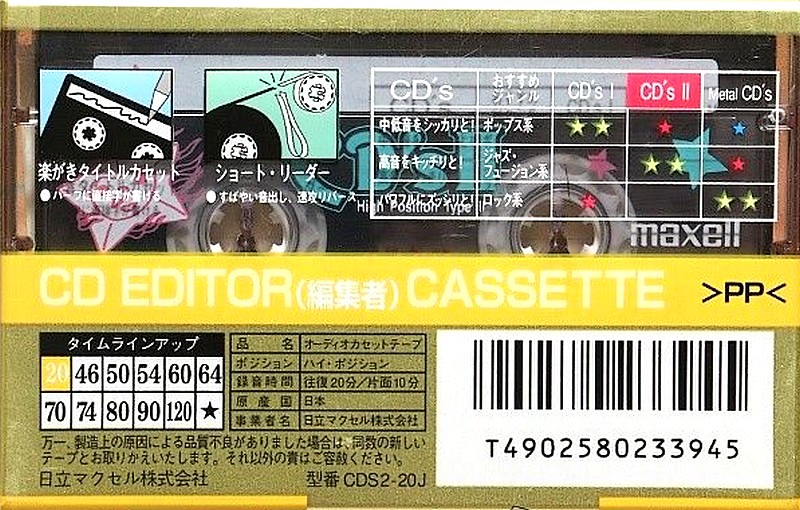 楽がきタイトルカセット
●ハーフに直接字が書ける
ショート・リーダー
●すばやい音出し、速攻リバース
CD's おすすめジャンル CD's I CD's II Metal CD's
中低音をシッカリと! ポップス系 ★★ ★ ★
高音をキッチリと! ジャズ・フュージョン系 ★ ★★ ★
パワフルにズッシリと! ロック系 ★ ★★
High Position Type II
maxell
CD EDITOR(編集者)CASSETTE
>PP<
タイムラインアップ
20 46 50 54 60 64
70 74 80 90 120 ★
品名 オーディオカセットテープ
ポジション ハイ・ポジション
録音時間 往復20分/片面10分
原産国 日本
事業者名 日立マクセル株式会社
万一、製造上の原因による品質不良がありました場合は、同数の新しい
テープとお取りかえいたします。それ以外の責はご容赦ください。
日立マクセル株式会社 型番 CDS2-20J
T4902580233945